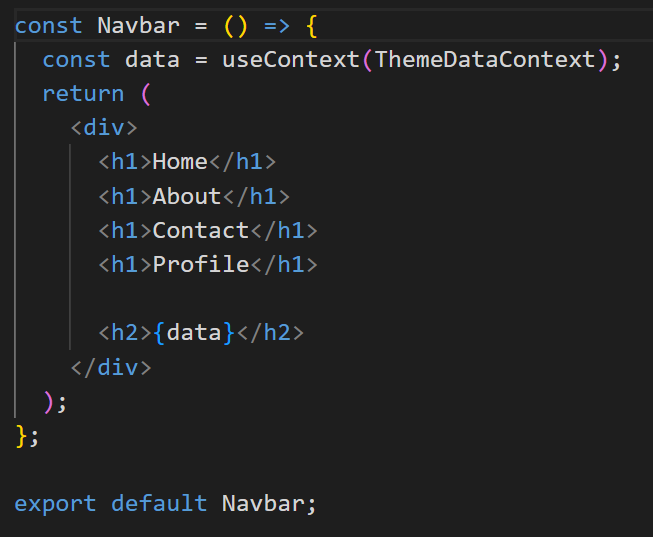 const Navbar = () => {
  const data = useContext(ThemeDataContext);
  return (
    <div>
      <h1>Home</h1>
      <h1>About</h1>
      <h1>Contact</h1>
      <h1>Profile</h1>

      <h2>{data}</h2>
    </div>
  );
};

export default Navbar;